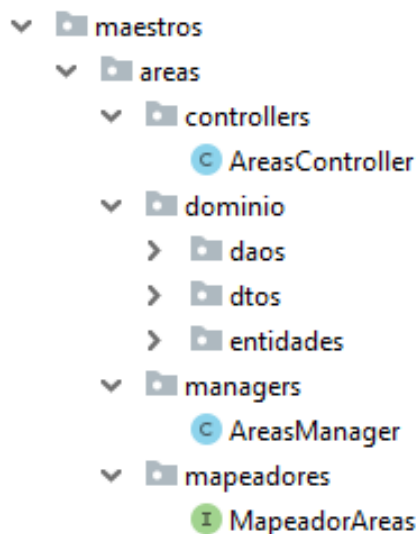 maestros
areas
controllers
C AreasController
dominio
daos
dtos
entidades
managers
C AreasManager
mapeadores
I MapeadorAreas